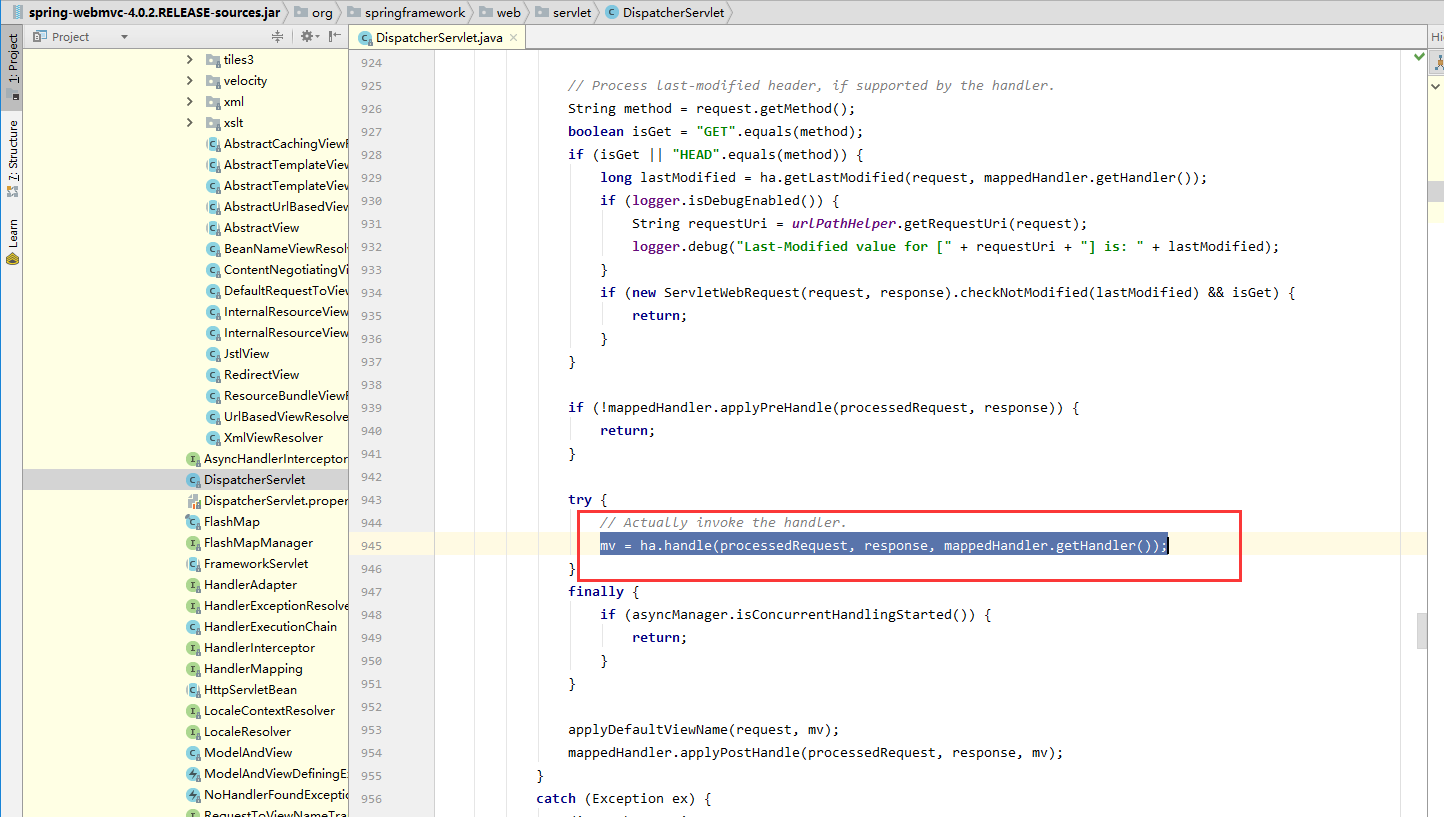 spring-webmvc-4.0.2.RELEASE-sources.jar org springframework web servlet DispatcherServlet
Project
DispatcherServlet.java
Hi
1: Project
7: Structure
Learn
tiles3
velocity
xml
xslt
AbstractCachingView
AbstractTemplateView
AbstractTemplateView
AbstractUrlBasedView
AbstractView
BeanNameViewResol
ContentNegotiatingVi
DefaultRequestToView
InternalResourceView
InternalResourceView
JstlView
RedirectView
ResourceBundleView
UrlBasedViewResolve
XmlViewResolver
AsyncHandlerInterceptor
DispatcherServlet
DispatcherServlet.proper
FlashMap
FlashMapManager
FrameworkServlet
HandlerAdapter
HandlerExceptionResolve
HandlerExecutionChain
HandlerInterceptor
HandlerMapping
HttpServletBean
LocaleContextResolver
LocaleResolver
ModelAndView
ModelAndViewDefiningE
NoHandlerFoundExceptio
RequestToViewNameTra
924
925 // Process last-modified header, if supported by the handler.
926 String method = request.getMethod();
927 boolean isGet = "GET".equals(method);
928 if (isGet || "HEAD".equals(method)) {
929 long lastModified = ha.getLastModified(request, mappedHandler.getHandler());
930 if (logger.isDebugEnabled()) {
931 String requestUri = urlPathHelper.getRequestUri(request);
932 logger.debug("Last-Modified value for [" + requestUri + "] is: " + lastModified);
933 }
934 if (new ServletWebRequest(request, response).checkNotModified(lastModified) && isGet) {
935 return;
936 }
937 }
938
939 if (!mappedHandler.applyPreHandle(processedRequest, response)) {
940 return;
941 }
942
943 try {
944 // Actually invoke the handler.
945 mv = ha.handle(processedRequest, response, mappedHandler.getHandler());
946 }
947 finally {
948 if (asyncManager.isConcurrentHandlingStarted()) {
949 return;
950 }
951 }
952
953 applyDefaultViewName(request, mv);
954 mappedHandler.applyPostHandle(processedRequest, response, mv);
955 }
956 catch (Exception ex) {